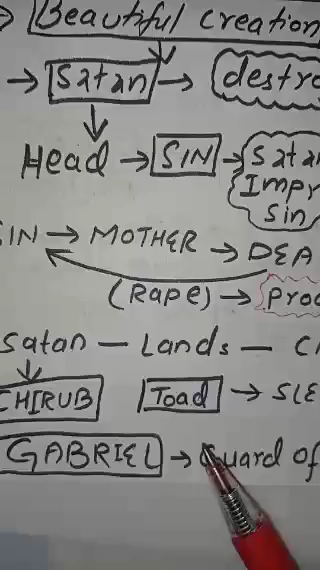 Beautiful Creation
→ Satan → destro
Head → SIN → Satan
Impr
Sin
SIN → MOTHER → DEA
(Rape) → Proc
Satan — Lands — C
CHIRUB Toad → SLE
GABRIEL → Guard of